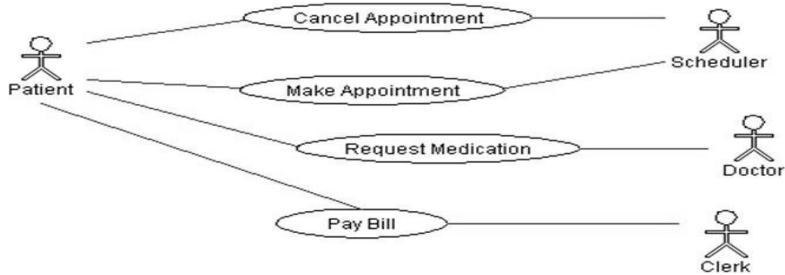 Cancel Appointment
Scheduler
Patient
Make Appointment
Request Medication
Doctor
Pay Bill
Clerk